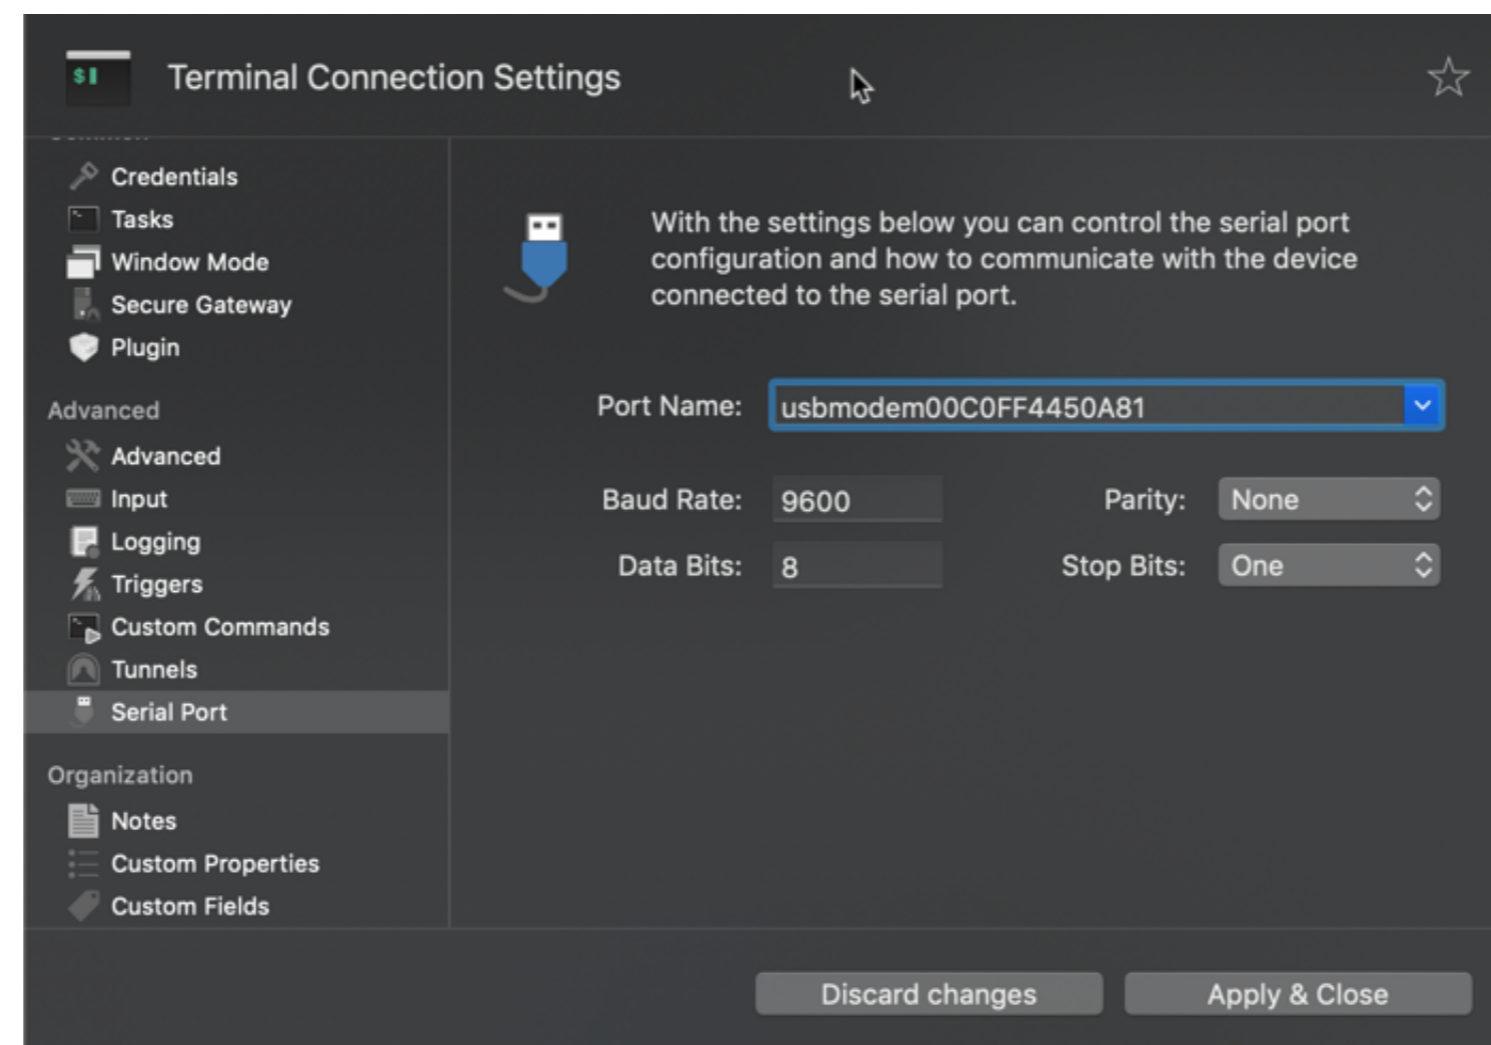 $
Terminal Connection Settings
Credentials
Tasks
Window Mode
Secure Gateway
Plugin
Advanced
Advanced
Input
Logging
Triggers
Custom Commands
Tunnels
Serial Port
Organization
Notes
Custom Properties
Custom Fields
With the settings below you can control the serial port
configuration and how to communicate with the device
connected to the serial port.
Port Name: usbmodem00C0FF4450A81
Baud Rate: 9600 Parity: None
Data Bits: 8 Stop Bits: One
Discard changes Apply & Close